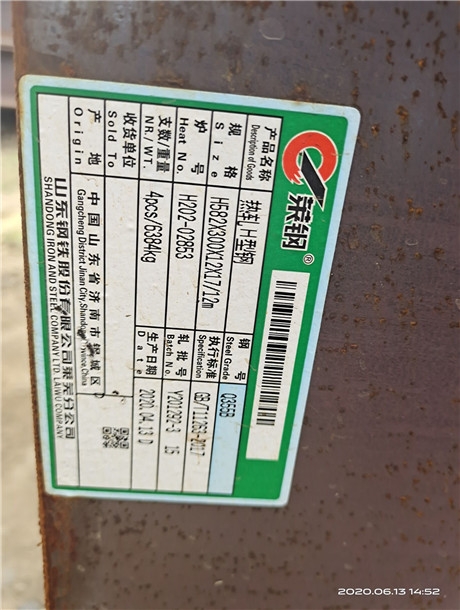 莱钢®
产品名称 热轧H型钢 钢号 Q355B
Description of Goods Steel Grade
规格 H582X300X12X17/12m 执行标准 GB/T11263-2017
Size Specification
炉号 H202-02853 轧批号 Y201292-3 15
Heat No. Batch No.
支数/重量 4pcs/6384kg 生产日期 2020.04.13 D
NR./WT. Date
收货单位
Sold To
产地 中国山东省济南市钢城区
Origin Gangcheng District Jinan City, Shandong Province, China
山东钢铁股份有限公司莱芜分公司
SHANDONG IRON AND STEEL COMPANY LTD. LAIWU COMPANY
2020.06.13 14:52